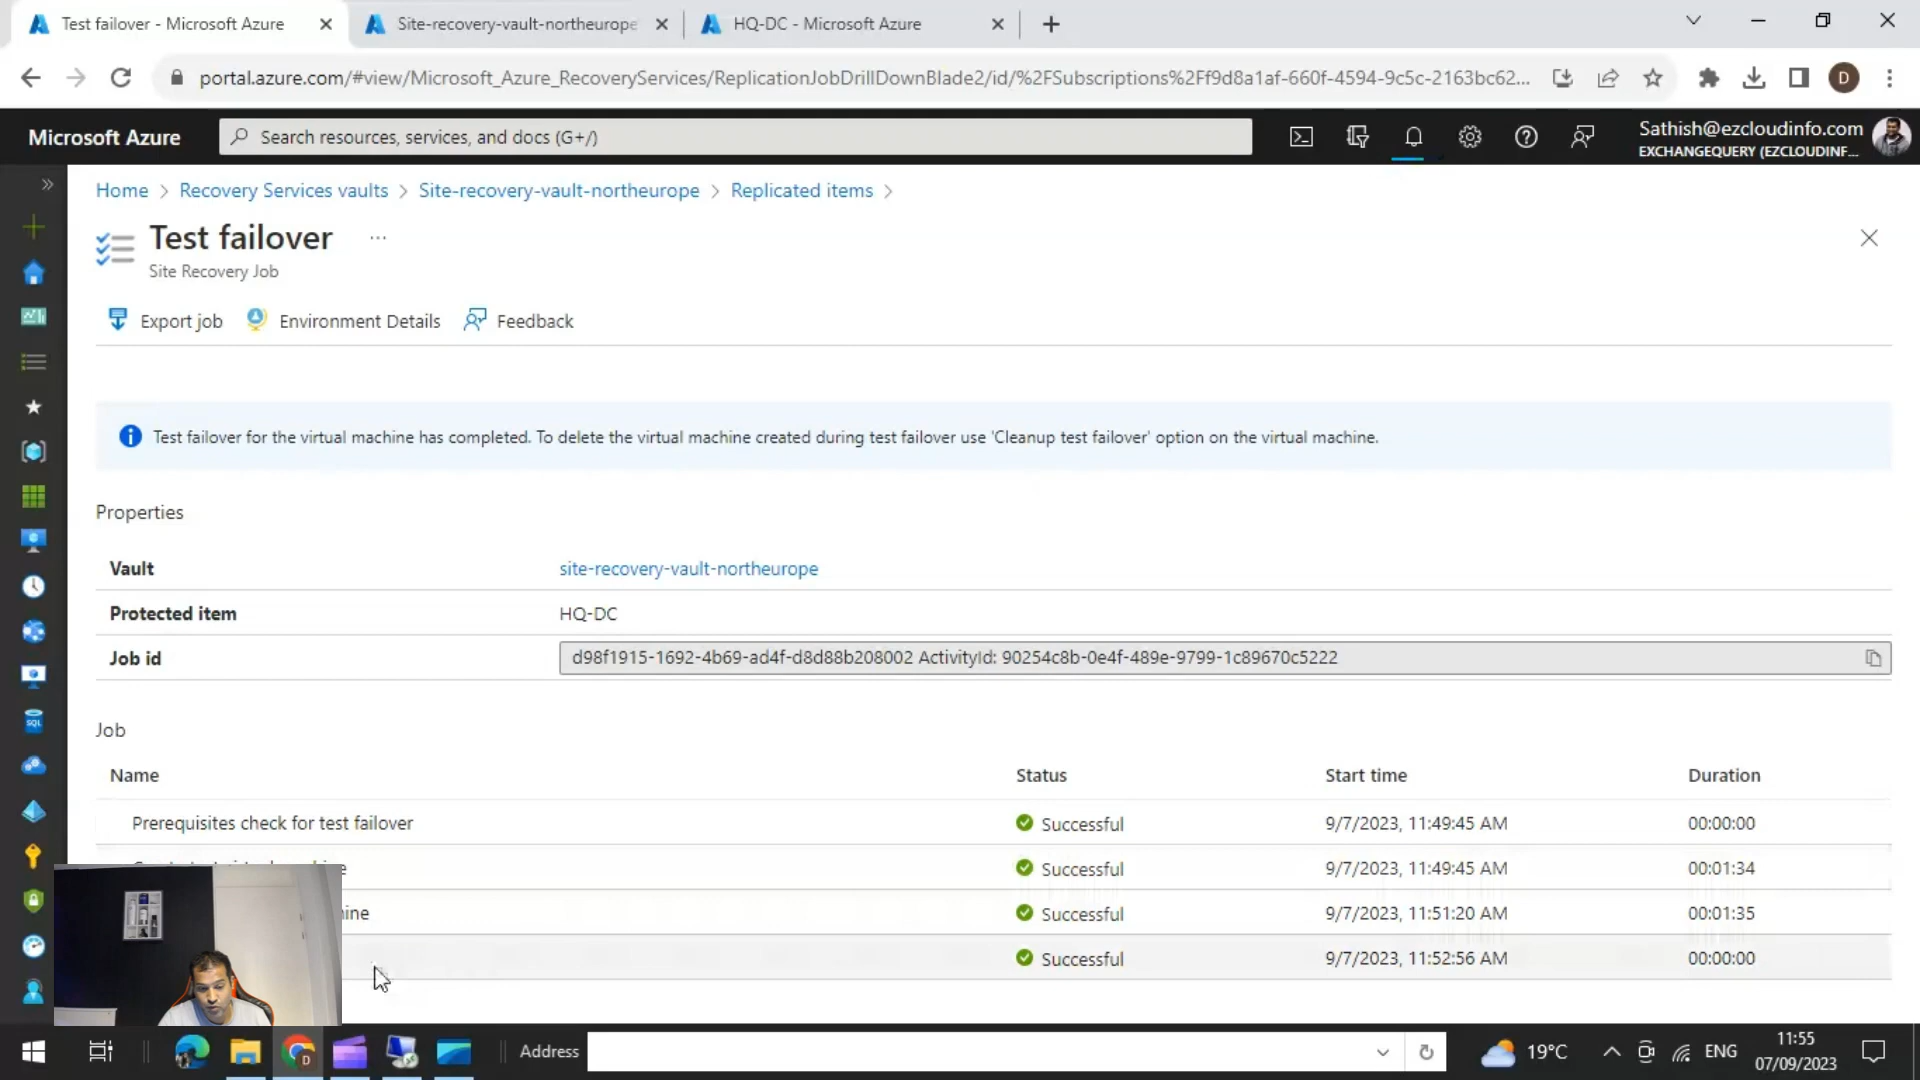 Test failover - Microsoft Azure
Site-recovery-vault-northeurope
HQ-DC - Microsoft Azure
portal.azure.com/#view/Microsoft_Azure_RecoveryServices/ReplicationJobDrillDownBlade2/id/%2FSubscriptions%2Ff9d8a1af-660f-4594-9c5c-2163bc62...
D
Microsoft Azure
Search resources, services, and docs (G+/)
Sathish@ezcloudinfo.com
EXCHANGEQUERY (EZCLOUDINF...
Home > Recovery Services vaults > Site-recovery-vault-northeurope > Replicated items >
Test failover ...
Site Recovery Job
Export job Environment Details Feedback
Test failover for the virtual machine has completed. To delete the virtual machine created during test failover use 'Cleanup test failover' option on the virtual machine.
Properties
Vault site-recovery-vault-northeurope
Protected item HQ-DC
Job id d98f1915-1692-4b69-ad4f-d8d88b208002 ActivityId: 90254c8b-0e4f-489e-9799-1c89670c5222
Job
Name Status Start time Duration
Prerequisites check for test failover Successful 9/7/2023, 11:49:45 AM 00:00:00
Successful 9/7/2023, 11:49:45 AM 00:01:34
Successful 9/7/2023, 11:51:20 AM 00:01:35
Successful 9/7/2023, 11:52:56 AM 00:00:00
SQL
D
Address
19°C
ENG
11:55
07/09/2023